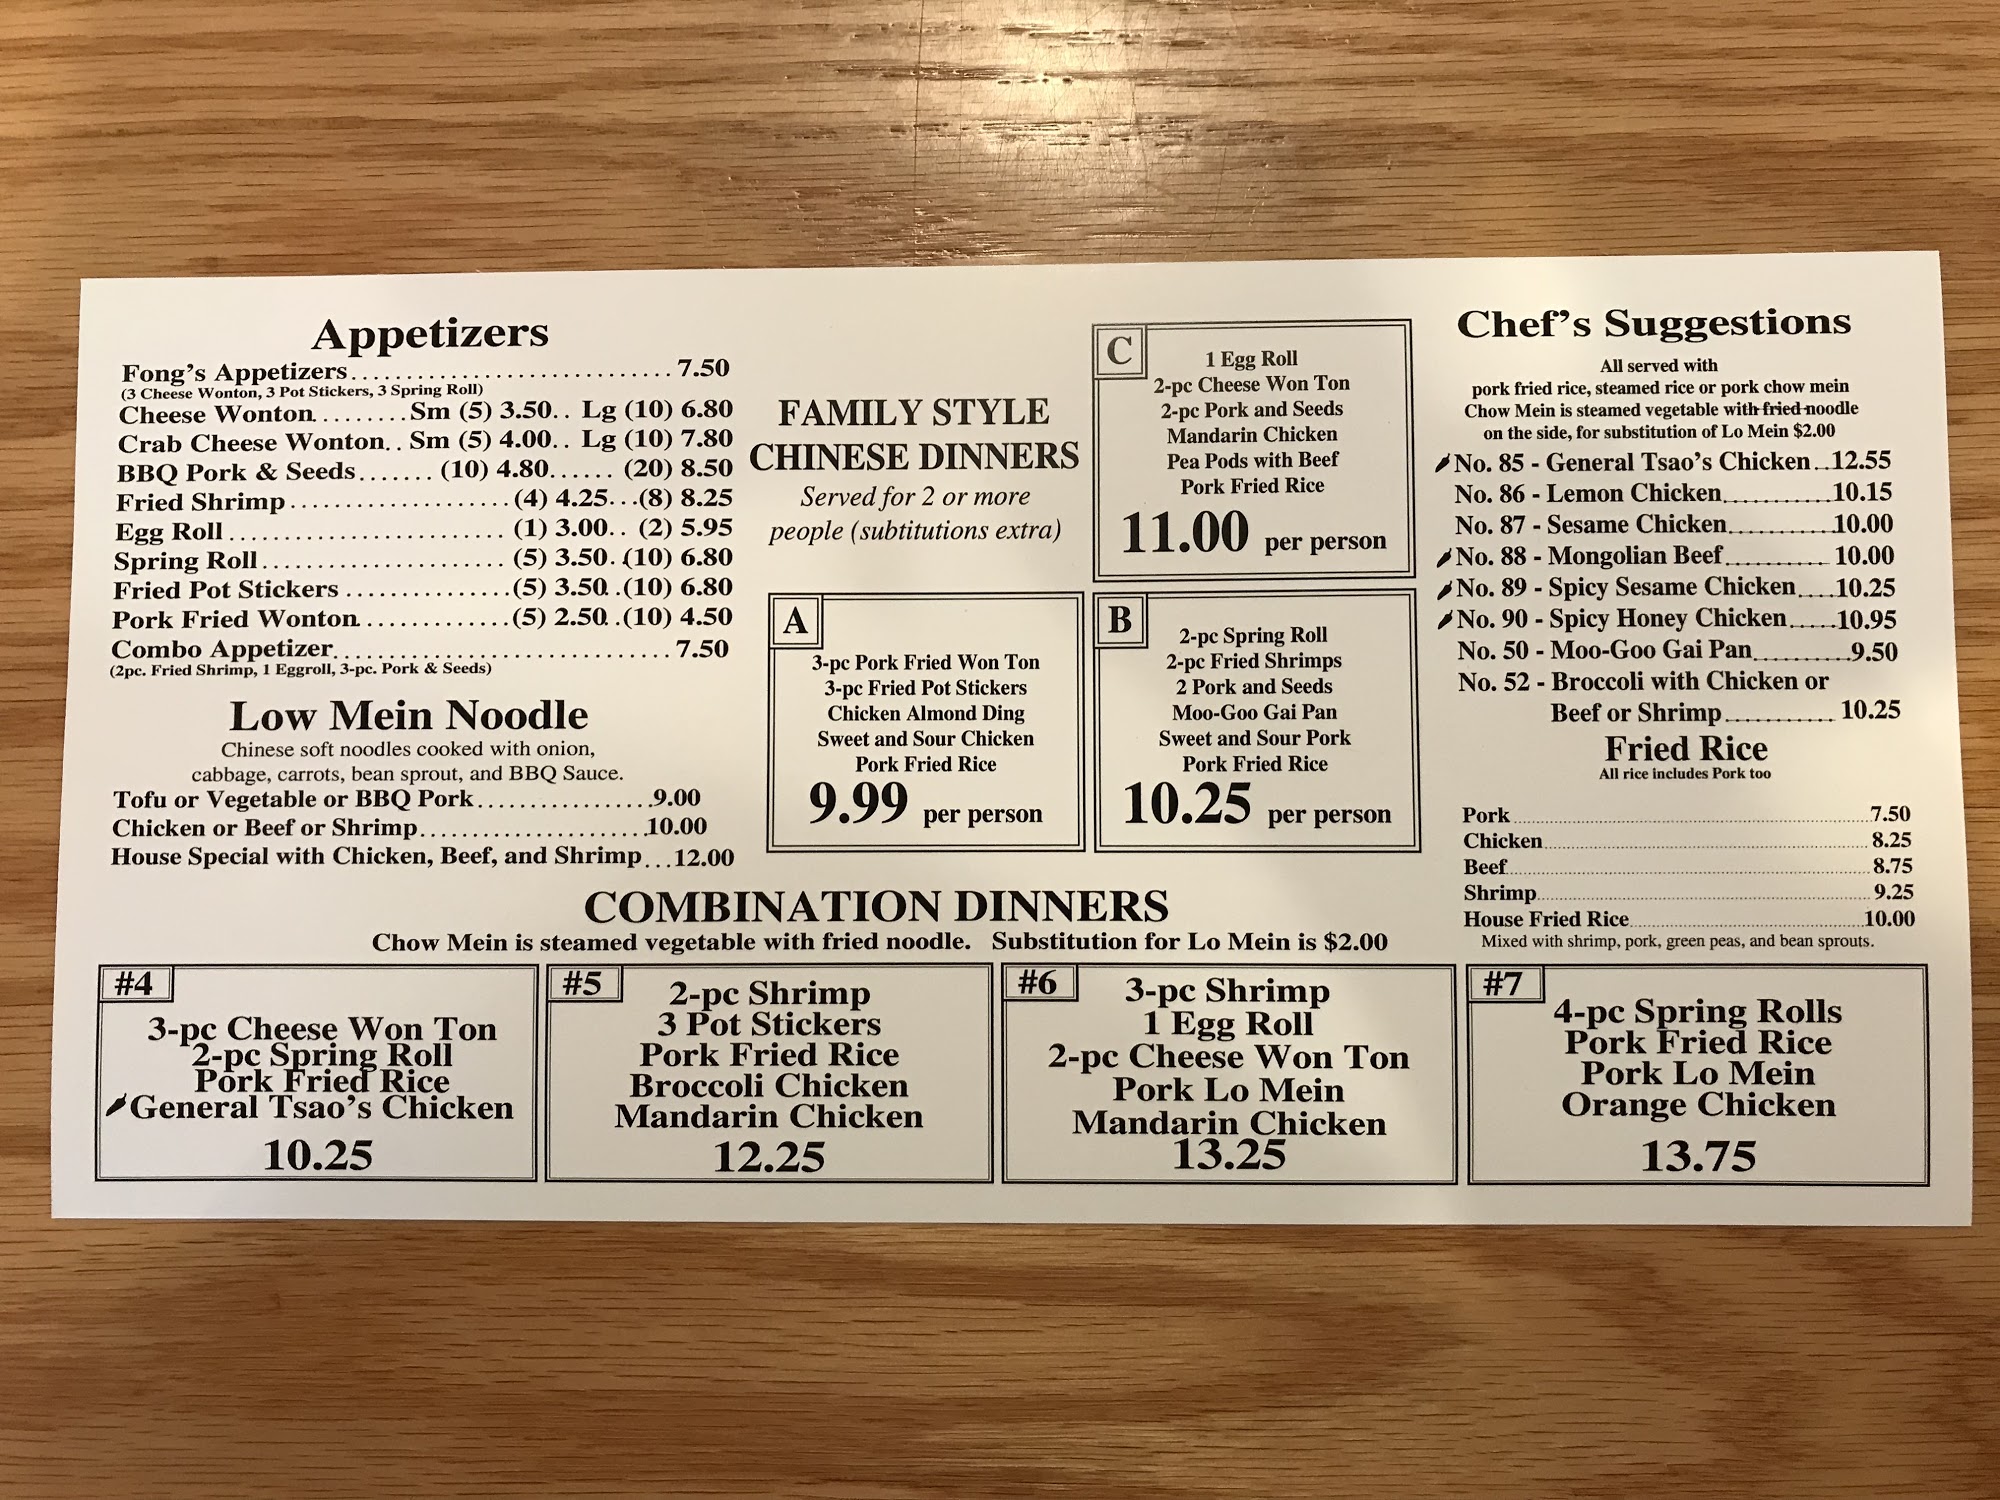 Appetizers
Fong's Appetizers............................7.50
(3 Cheese Wonton, 3 Pot Stickers, 3 Spring Roll)
Cheese Wonton.........Sm (5) 3.50.. Lg (10) 6.80
Crab Cheese Wonton.. Sm (5) 4.00.. Lg (10) 7.80
BBQ Pork & Seeds.......(10) 4.80...... (20) 8.50
Fried Shrimp....................(4) 4.25...(8) 8.25
Egg Roll.........................(1) 3.00.. (2) 5.95
Spring Roll......................(5) 3.50..(10) 6.80
Fried Pot Stickers...............(5) 3.50..(10) 6.80
Pork Fried Wonton.............(5) 2.50..(10) 4.50
Combo Appetizer...............................7.50
(2pc. Fried Shrimp, 1 Eggroll, 3-pc. Pork & Seeds)
Low Mein Noodle
Chinese soft noodles cooked with onion,
cabbage, carrots, bean sprout, and BBQ Sauce.
Tofu or Vegetable or BBQ Pork................9.00
Chicken or Beef or Shrimp.....................10.00
House Special with Chicken, Beef, and Shrimp...12.00
FAMILY STYLE
CHINESE DINNERS
Served for 2 or more
people (subtitutions extra)
C
1 Egg Roll
2-pc Cheese Won Ton
2-pc Pork and Seeds
Mandarin Chicken
Pea Pods with Beef
Pork Fried Rice
11.00 per person
A
3-pc Pork Fried Won Ton
3-pc Fried Pot Stickers
Chicken Almond Ding
Sweet and Sour Chicken
Pork Fried Rice
9.99 per person
B
2-pc Spring Roll
2-pc Fried Shrimps
2 Pork and Seeds
Moo-Goo Gai Pan
Sweet and Sour Pork
Pork Fried Rice
10.25 per person
Chef's Suggestions
All served with
pork fried rice, steamed rice or pork chow mein
Chow Mein is steamed vegetable with fried noodle
on the side, for substitution of Lo Mein $2.00
No. 85 - General Tsao's Chicken...12.55
No. 86 - Lemon Chicken............10.15
No. 87 - Sesame Chicken............10.00
No. 88 - Mongolian Beef........... 10.00
No. 89 - Spicy Sesame Chicken....10.25
No. 90 - Spicy Honey Chicken.....10.95
No. 50 - Moo-Goo Gai Pan..........9.50
No. 52 - Broccoli with Chicken or
Beef or Shrimp........... 10.25
Fried Rice
All rice includes Pork too
Pork..............................7.50
Chicken..............................8.25
Beef..............................8.75
Shrimp..............................9.25
House Fried Rice..............................10.00
Mixed with shrimp, pork, green peas, and bean sprouts.
COMBINATION DINNERS
Chow Mein is steamed vegetable with fried noodle. Substitution for Lo Mein is $2.00
#4
3-pc Cheese Won Ton
2-pc Spring Roll
Pork Fried Rice
General Tsao's Chicken
10.25
#5
2-pc Shrimp
3 Pot Stickers
Pork Fried Rice
Broccoli Chicken
Mandarin Chicken
12.25
#6
3-pc Shrimp
1 Egg Roll
2-pc Cheese Won Ton
Pork Lo Mein
Mandarin Chicken
13.25
#7
4-pc Spring Rolls
Pork Fried Rice
Pork Lo Mein
Orange Chicken
13.75